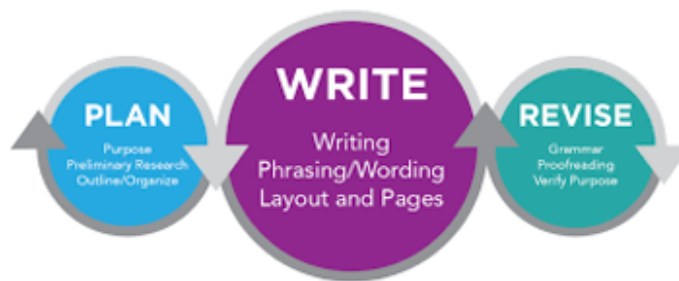 PLAN
Purpose
Preliminary Research
Outline/Organize
WRITE
Writing
Phrasing/Wording
Layout and Pages
REVISE
Grammar
Proofreading
Verify Purpose